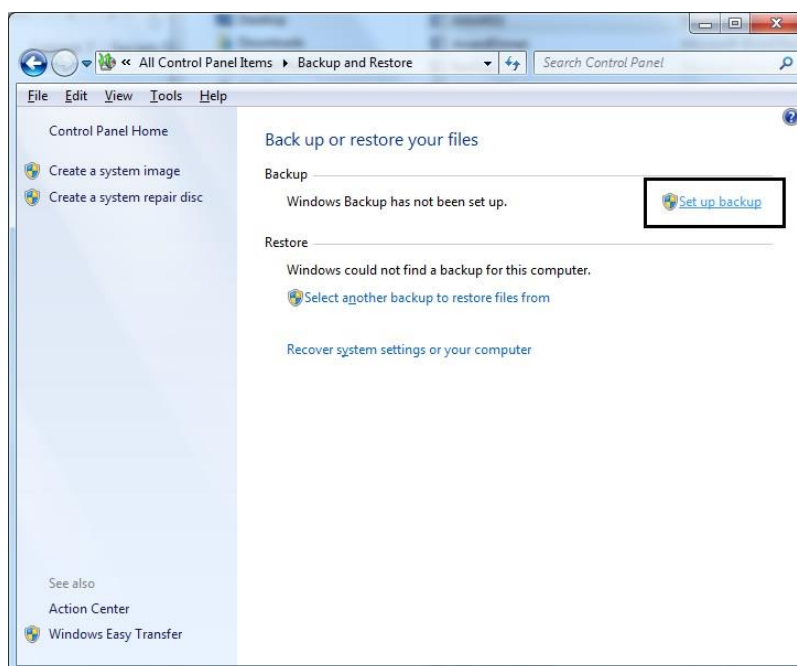 Desktop
Downloads
« All Control Panel Items ▸ Backup and Restore
Search Control Panel
File Edit View Tools Help
Control Panel Home
Create a system image
Create a system repair disc
Back up or restore your files
Backup
Windows Backup has not been set up.
Set up backup
Restore
Windows could not find a backup for this computer.
Select another backup to restore files from
Recover system settings or your computer
See also
Action Center
Windows Easy Transfer